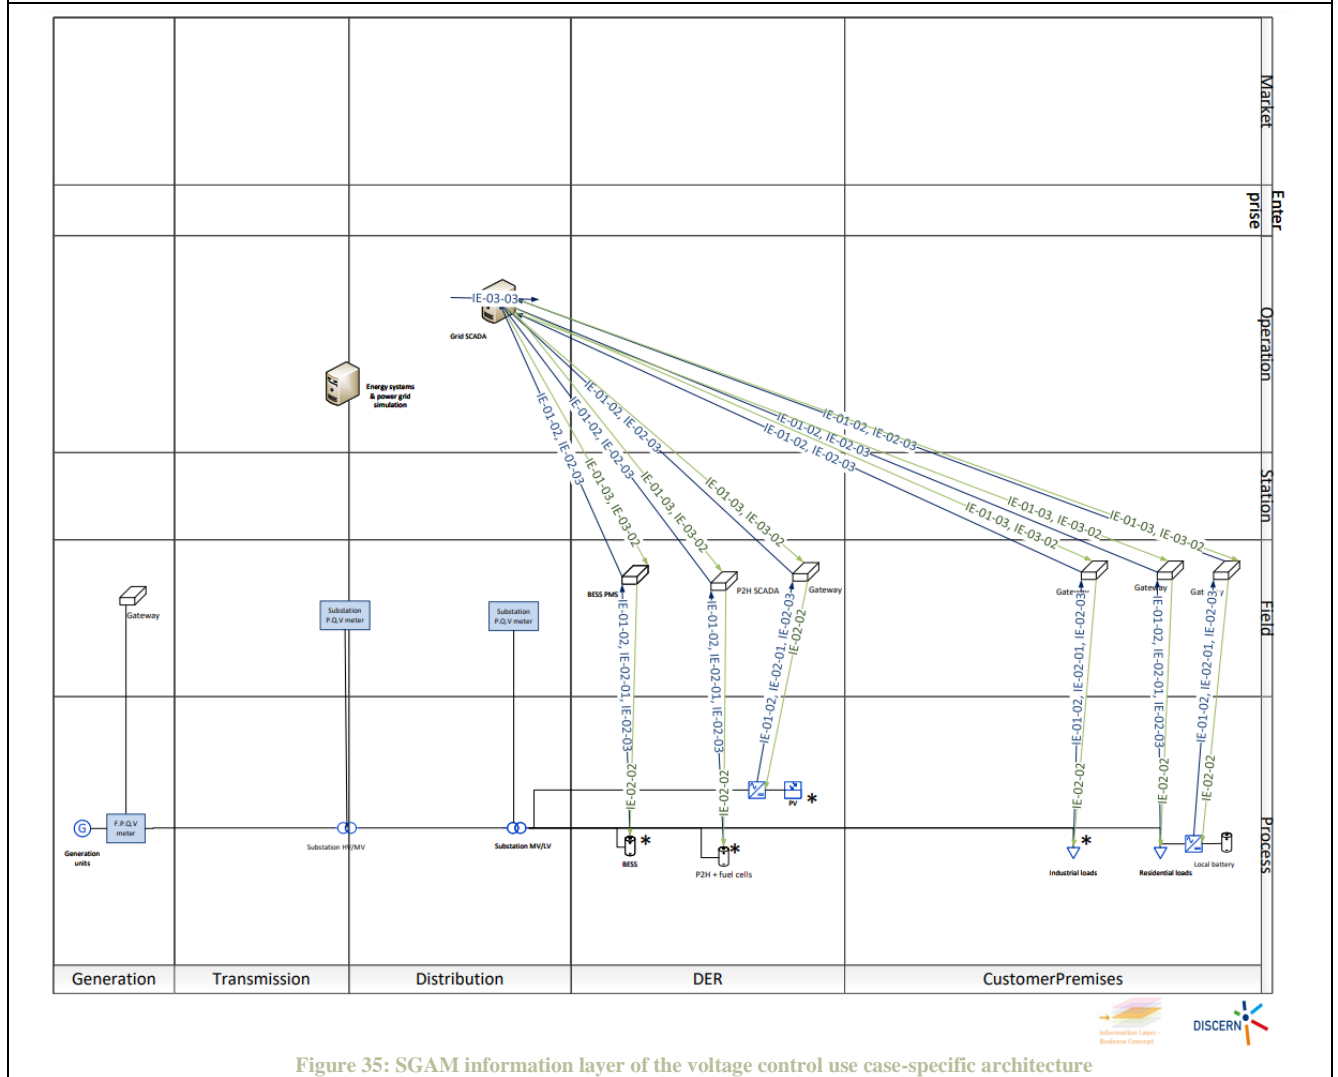 Market
Enter
prise
Operation
Station
Field
Process
IE-03-03
Grid SCADA
Energy systems
& power grid
simulation
IE-01-02, IE-02-03
IE-01-02, IE-02-03
IE-01-02, IE-02-03
IE-01-02, IE-02-03
IE-01-02, IE-02-03
IE-01-02, IE-02-03
IE-01-03, IE-03-02
IE-01-03, IE-03-02
IE-01-03, IE-03-02
IE-01-03, IE-03-02
IE-01-03, IE-03-02
IE-01-03, IE-03-02
Gateway
Substation
P.Q.V meter
Substation
P.Q.V meter
BESS PMS
P2H SCADA
Gateway
Gateway
IE-01-02, IE-02-01, IE-02-03
IE-02-02
IE-01-02, IE-02-01, IE-02-03
IE-02-02
IE-01-02, IE-02-01, IE-02-03
IE-02-02
IE-01-02, IE-02-01, IE-02-03
IE-02-02
IE-01-02, IE-02-01, IE-02-03
IE-02-02
IE-01-02, IE-02-01, IE-02-03
IE-02-02
G
Generation
units
F.P.Q.V
meter
Substation HV/MV
Substation MV/LV
PV *
BESS *
P2H + fuel cells *
Industrial loads *
Residential loads
Local battery
Generation
Transmission
Distribution
DER
CustomerPremises
Information Layer -
Business Concept
DISCERN
Figure 35: SGAM information layer of the voltage control use case-specific architecture